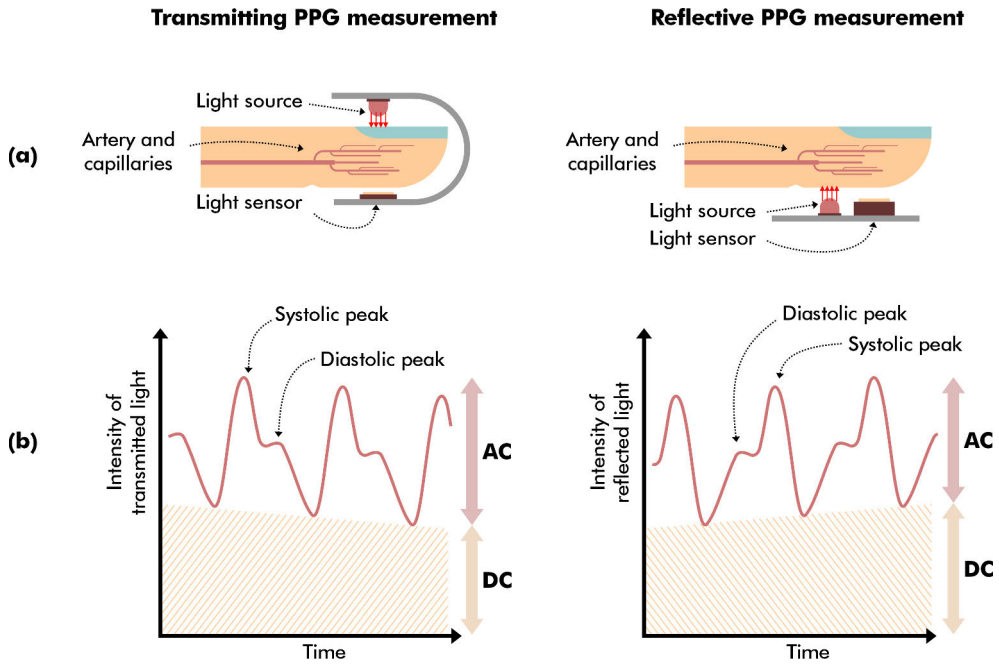 Transmitting PPG measurement
Reflective PPG measurement
(a)
Light source
Artery and
capillaries
Light sensor
Artery and
capillaries
Light source
Light sensor
(b)
Systolic peak
Diastolic peak
Intensity of
transmitted light
AC
DC
Time
Diastolic peak
Systolic peak
Intensity of
reflected light
AC
DC
Time